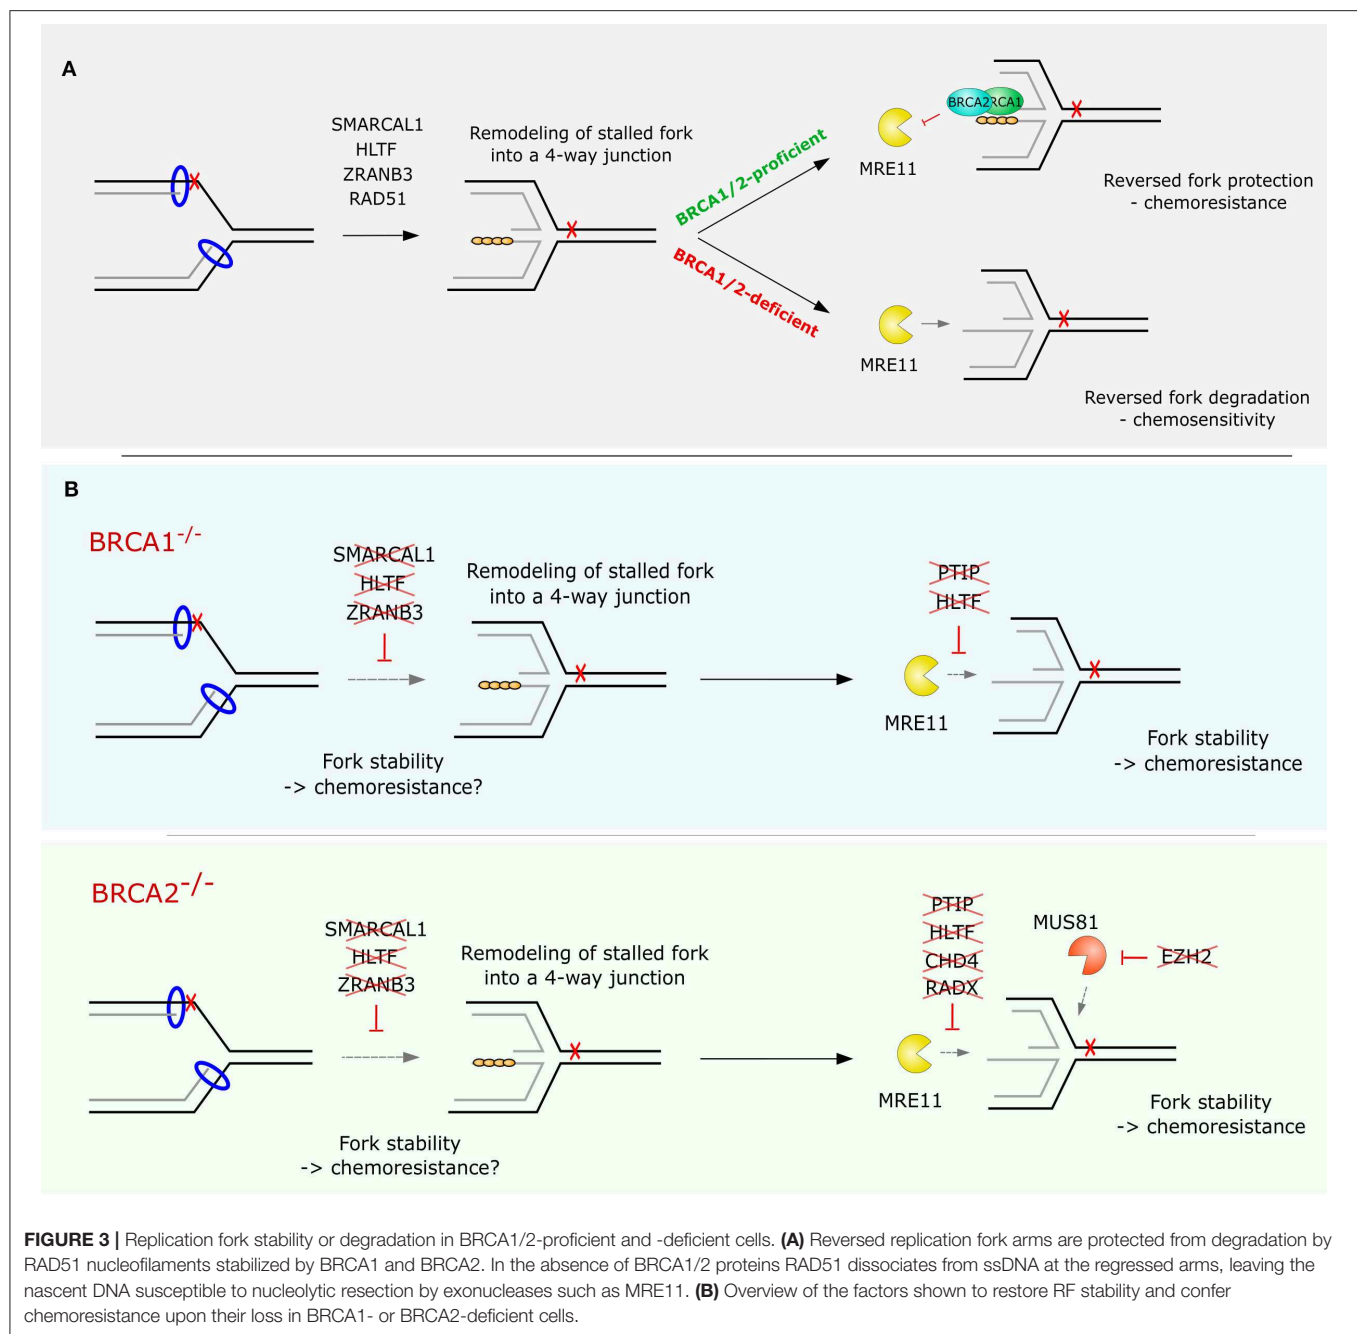 A
SMARCAL1
HLTF
ZRANB3
RAD51
Remodeling of stalled fork
into a 4-way junction
BRCA1/2-proficient
BRCA1/2-deficient
MRE11
BRCA2
RCA1
Reversed fork protection
- chemoresistance
MRE11
Reversed fork degradation
- chemosensitivity
B
BRCA1-/-
SMARCAL1
HLTF
ZRANB3
Remodeling of stalled fork
into a 4-way junction
PTIP
HLTF
MRE11
Fork stability
-> chemoresistance?
Fork stability
-> chemoresistance
BRCA2-/-
SMARCAL1
HLTF
ZRANB3
Remodeling of stalled fork
into a 4-way junction
PTIP
HLTF
CHD4
RADX
MUS81
EZH2
MRE11
Fork stability
-> chemoresistance?
Fork stability
-> chemoresistance
FIGURE 3 | Replication fork stability or degradation in BRCA1/2-proficient and -deficient cells. (A) Reversed replication fork arms are protected from degradation by
RAD51 nucleofilaments stabilized by BRCA1 and BRCA2. In the absence of BRCA1/2 proteins RAD51 dissociates from ssDNA at the regressed arms, leaving the
nascent DNA susceptible to nucleolytic resection by exonucleases such as MRE11. (B) Overview of the factors shown to restore RF stability and confer
chemoresistance upon their loss in BRCA1- or BRCA2-deficient cells.